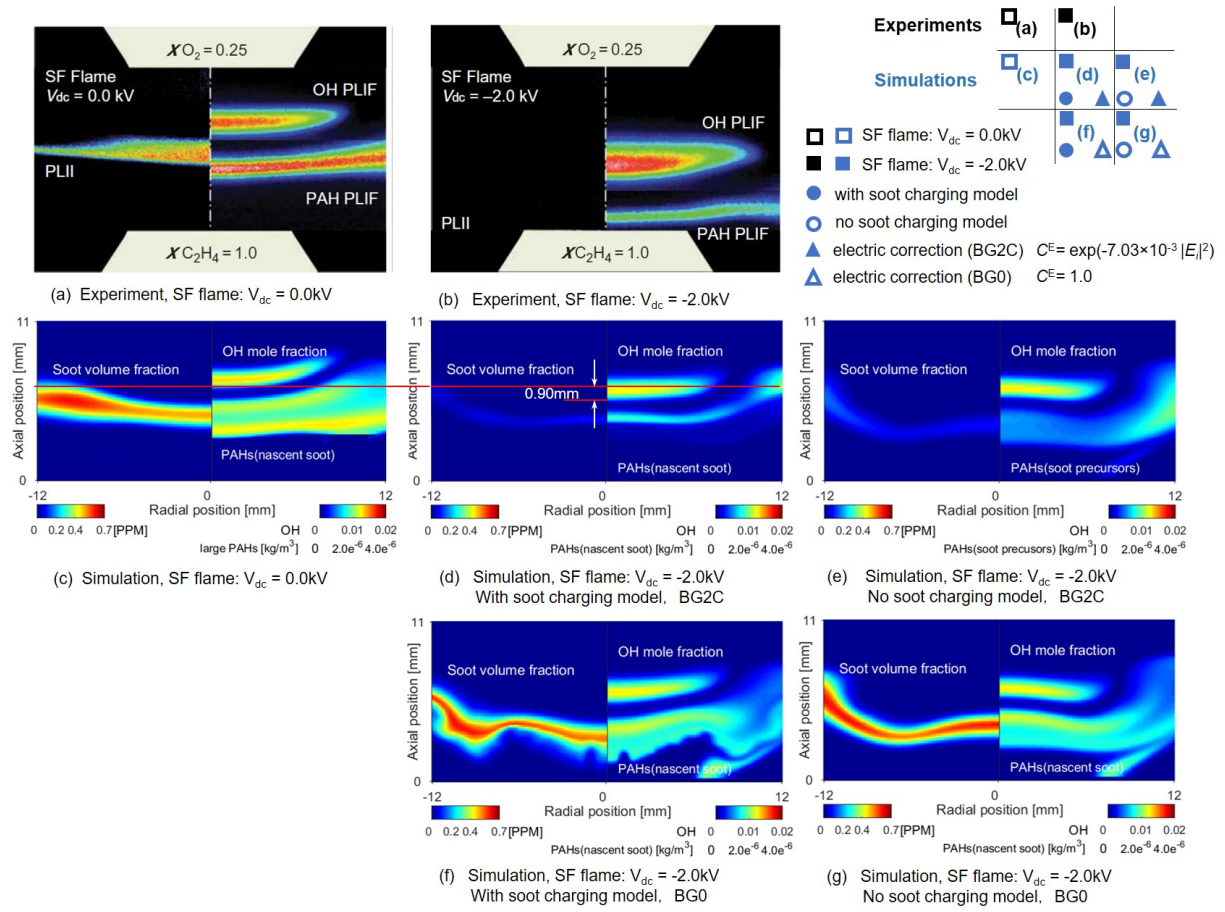 𝑿O₂ = 0.25
SF Flame
Vdc = 0.0 kV
OH PLIF
PLII
PAH PLIF
𝑿C₂H₄ = 1.0
(a) Experiment, SF flame: Vdc = 0.0kV
𝑿O₂ = 0.25
SF Flame
Vdc = –2.0 kV
OH PLIF
PLII
PAH PLIF
𝑿C₂H₄ = 1.0
(b) Experiment, SF flame: Vdc = -2.0kV
Experiments
(a)
(b)
Simulations
(c)
(d)
(e)
(f)
(g)
SF flame: Vdc = 0.0kV
SF flame: Vdc = -2.0kV
with soot charging model
no soot charging model
electric correction (BG2C) Cᴱ= exp(-7.03×10⁻³ |Eᵢ|²)
electric correction (BG0) Cᴱ= 1.0
11
Axial position [mm]
0
Soot volume fraction
OH mole fraction
PAHs(nascent soot)
-12 0 12
Radial position [mm]
0 0.2 0.4 0.7[PPM]
0 0.01 0.02
OH
large PAHs [kg/m³] 0 2.0e⁻⁶ 4.0e⁻⁶
(c) Simulation, SF flame: Vdc = 0.0kV
11
Axial position [mm]
0
Soot volume fraction
OH mole fraction
0.90mm
PAHs(nascent soot)
-12 0 12
Radial position [mm]
0 0.2 0.4 0.7[PPM]
0 0.01 0.02
OH
PAHs(nascent soot) [kg/m³] 0 2.0e⁻⁶ 4.0e⁻⁶
(d) Simulation, SF flame: Vdc = -2.0kV
With soot charging model, BG2C
11
Axial position [mm]
0
Soot volume fraction
OH mole fraction
PAHs(soot precursors)
-12 0 12
Radial position [mm]
0 0.2 0.4 0.7[PPM]
0 0.01 0.02
OH
PAHs(soot precusors) [kg/m³] 0 2.0e⁻⁶ 4.0e⁻⁶
(e) Simulation, SF flame: Vdc = -2.0kV
No soot charging model, BG2C
11
Axial position [mm]
0
Soot volume fraction
OH mole fraction
PAHs(nascent soot)
-12 0 12
Radial position [mm]
0 0.2 0.4 0.7[PPM]
0 0.01 0.02
OH
PAHs(nascent soot) [kg/m³] 0 2.0e⁻⁶ 4.0e⁻⁶
(f) Simulation, SF flame: Vdc = -2.0kV
With soot charging model, BG0
11
Axial position [mm]
0
Soot volume fraction
OH mole fraction
PAHs(nascent soot)
-12 0 12
Radial position [mm]
0 0.2 0.4 0.7[PPM]
0 0.01 0.02
OH
PAHs(nascent soot) [kg/m³] 0 2.0e⁻⁶ 4.0e⁻⁶
(g) Simulation, SF flame: Vdc = -2.0kV
No soot charging model, BG0